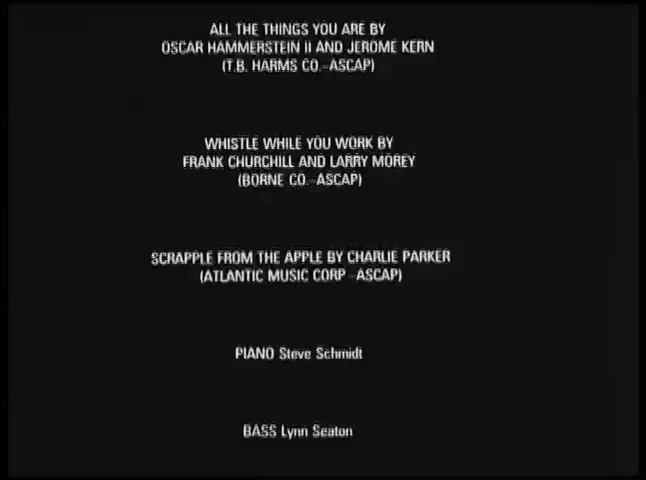 ALL THE THINGS YOU ARE BY
OSCAR HAMMERSTEIN II AND JEROME KERN
(T.B. HARMS CO.-ASCAP)
WHISTLE WHILE YOU WORK BY
FRANK CHURCHILL AND LARRY MOREY
(BORNE CO.-ASCAP)
SCRAPPLE FROM THE APPLE BY CHARLIE PARKER
(ATLANTIC MUSIC CORP-ASCAP)
PIANO Steve Schmidt
BASS Lynn Seaton